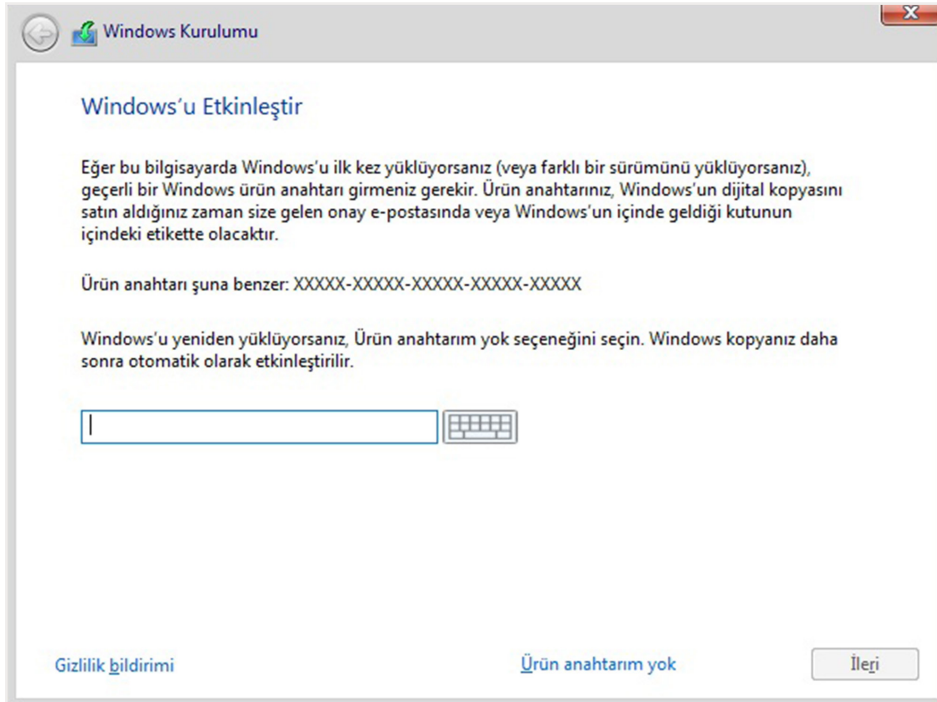 Windows Kurulumu
Windows'u Etkinleştir
Eğer bu bilgisayarda Windows'u ilk kez yüklüyorsanız (veya farklı bir sürümünü yüklüyorsanız),
geçerli bir Windows ürün anahtarı girmeniz gerekir. Ürün anahtarınız, Windows'un dijital kopyasını
satın aldığınız zaman size gelen onay e-postasında veya Windows'un içinde geldiği kutunun
içindeki etikette olacaktır.
Ürün anahtarı şuna benzer: XXXXX-XXXXX-XXXXX-XXXXX-XXXXX
Windows'u yeniden yüklüyorsanız, Ürün anahtarım yok seçeneğini seçin. Windows kopyanız daha
sonra otomatik olarak etkinleştirilir.
Gizlilik bildirimi
Ürün anahtarım yok
İleri